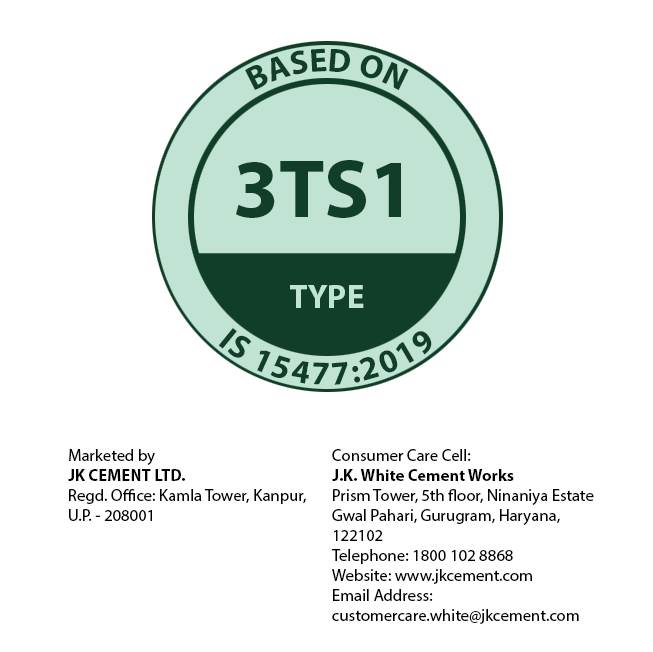 BASED ON
3TS1
TYPE
IS 15477:2019
Marketed by
JK CEMENT LTD.
Regd. Office: Kamla Tower, Kanpur,
U.P. - 208001
Consumer Care Cell:
J.K. White Cement Works
Prism Tower, 5th floor, Ninaniya Estate
Gwal Pahari, Gurugram, Haryana,
122102
Telephone: 1800 102 8868
Website: www.jkcement.com
Email Address:
customercare.white@jkcement.com